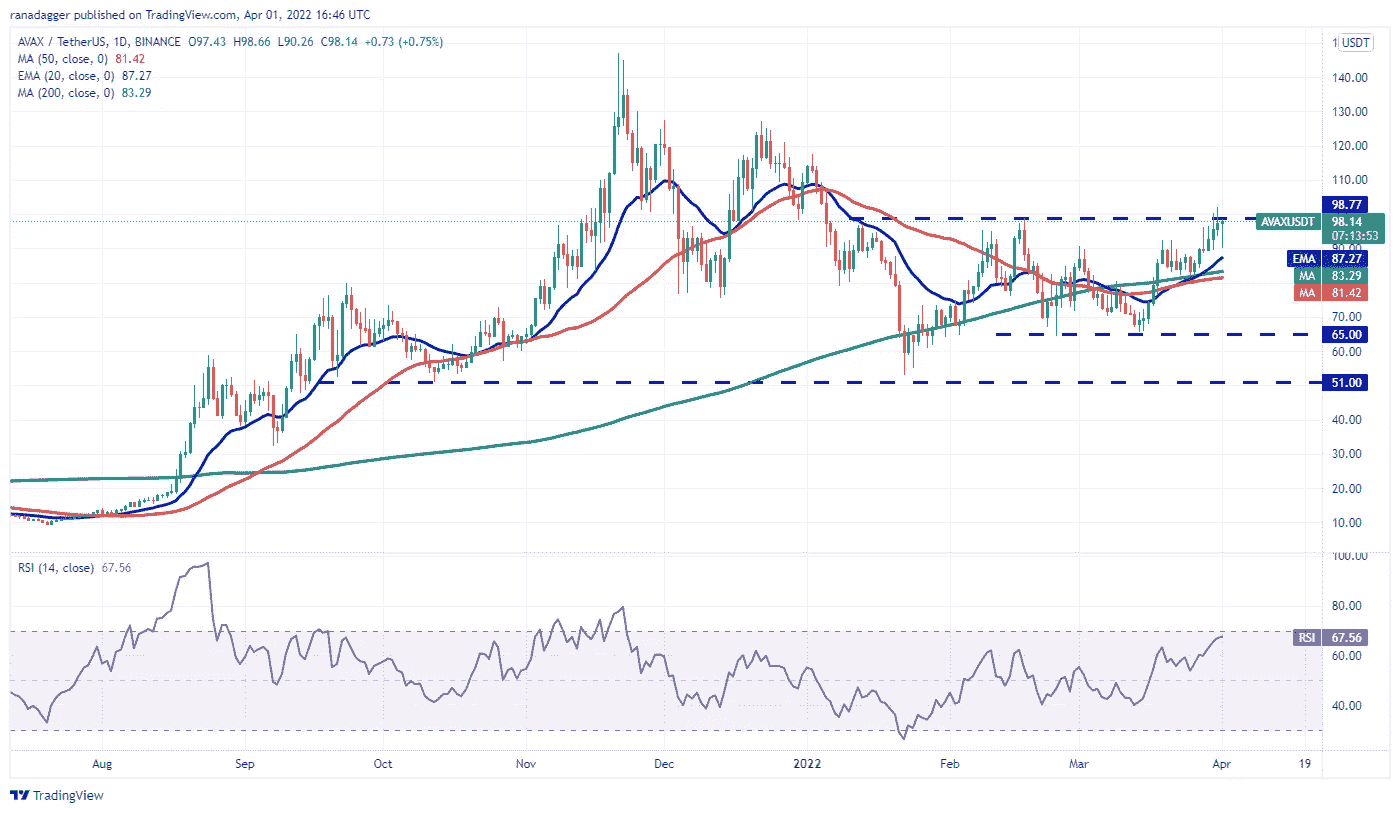 ranadagger published on TradingView.com, Apr 01, 2022 16:46 UTC
AVAX / TetherUS, 1D, BINANCE O97.43 H98.66 L90.26 C98.14 +0.73 (+0.75%)
MA (50, close, 0) 81.42
EMA (20, close, 0) 87.27
MA (200, close, 0) 83.29
USDT
140.00
130.00
120.00
110.00
98.77
AVAXUSDT 98.14
07:13:53
90.00
EMA 87.27
MA 83.29
MA 81.42
70.00
65.00
60.00
51.00
40.00
30.00
20.00
10.00
RSI (14, close) 67.56
100.00
80.00
RSI 67.56
60.00
40.00
Aug Sep Oct Nov Dec 2022 Feb Mar Apr 19
TradingView